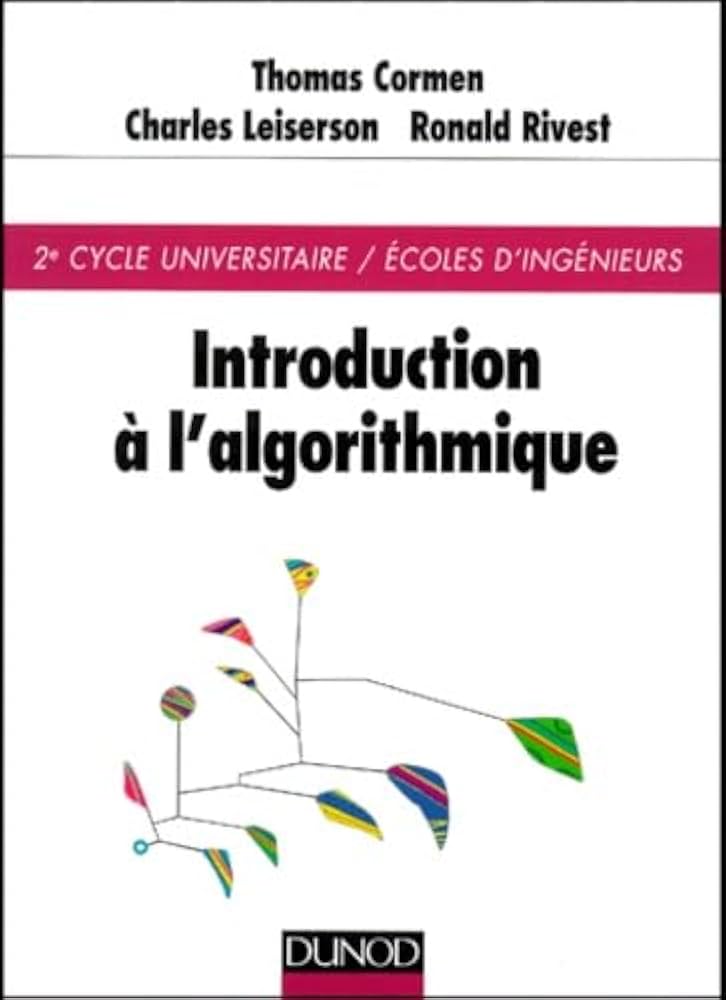 Thomas Cormen
Charles Leiserson Ronald Rivest
2e CYCLE UNIVERSITAIRE / ÉCOLES D'INGÉNIEURS
Introduction
à l'algorithmique
DUNOD